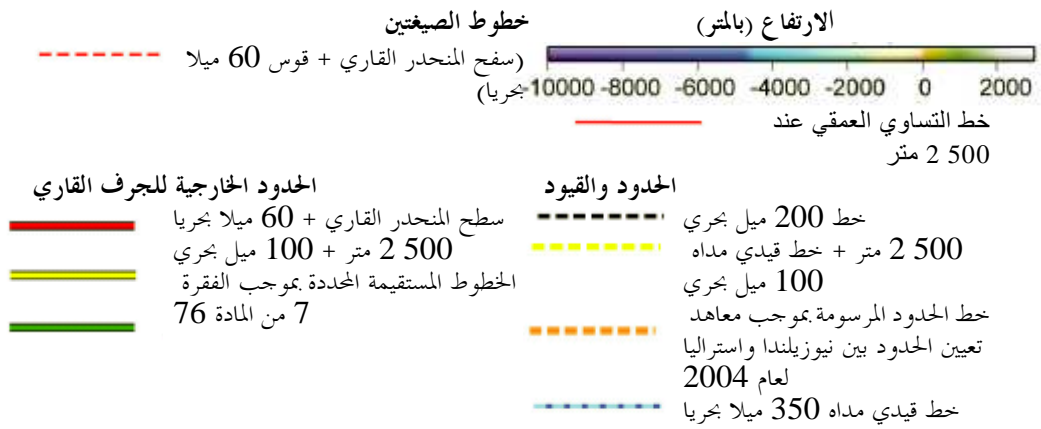 الارتفاع (بالمتر)
-10000 -8000 -6000 -4000 -2000 0 2000
خط التساوي العمقي عند
2 500 متر
خطوط الصيغتين
(سفح المنحدر القاري + قوس 60 ميلا
بحريا)
الحدود والقيود
خط 200 ميل بحري
2 500 متر + خط قيدي مداه
100 ميل بحري
خط الحدود المرسومة بموجب معاهد
تعيين الحدود بين نيوزيلندا واستراليا
لعام 2004
خط قيدي مداه 350 ميلا بحريا
الحدود الخارجية للجرف القاري
سطح المنحدر القاري + 60 ميلا بحريا
2 500 متر + 100 ميل بحري
الخطوط المستقيمة المحددة بموجب الفقرة
7 من المادة 76